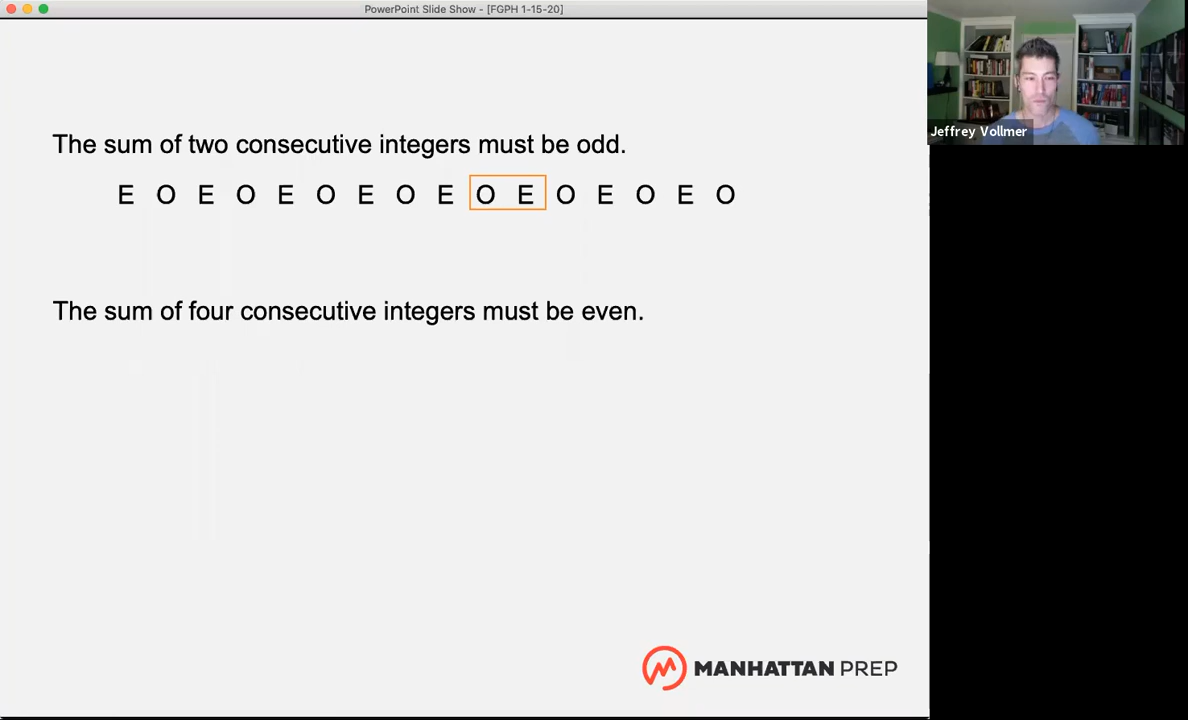 PowerPoint Slide Show - [FGPH 1-15-20]
Jeffrey Vollmer
The sum of two consecutive integers must be odd.
E O E O E O E O E O E O E O E O
The sum of four consecutive integers must be even.
MANHATTAN PREP